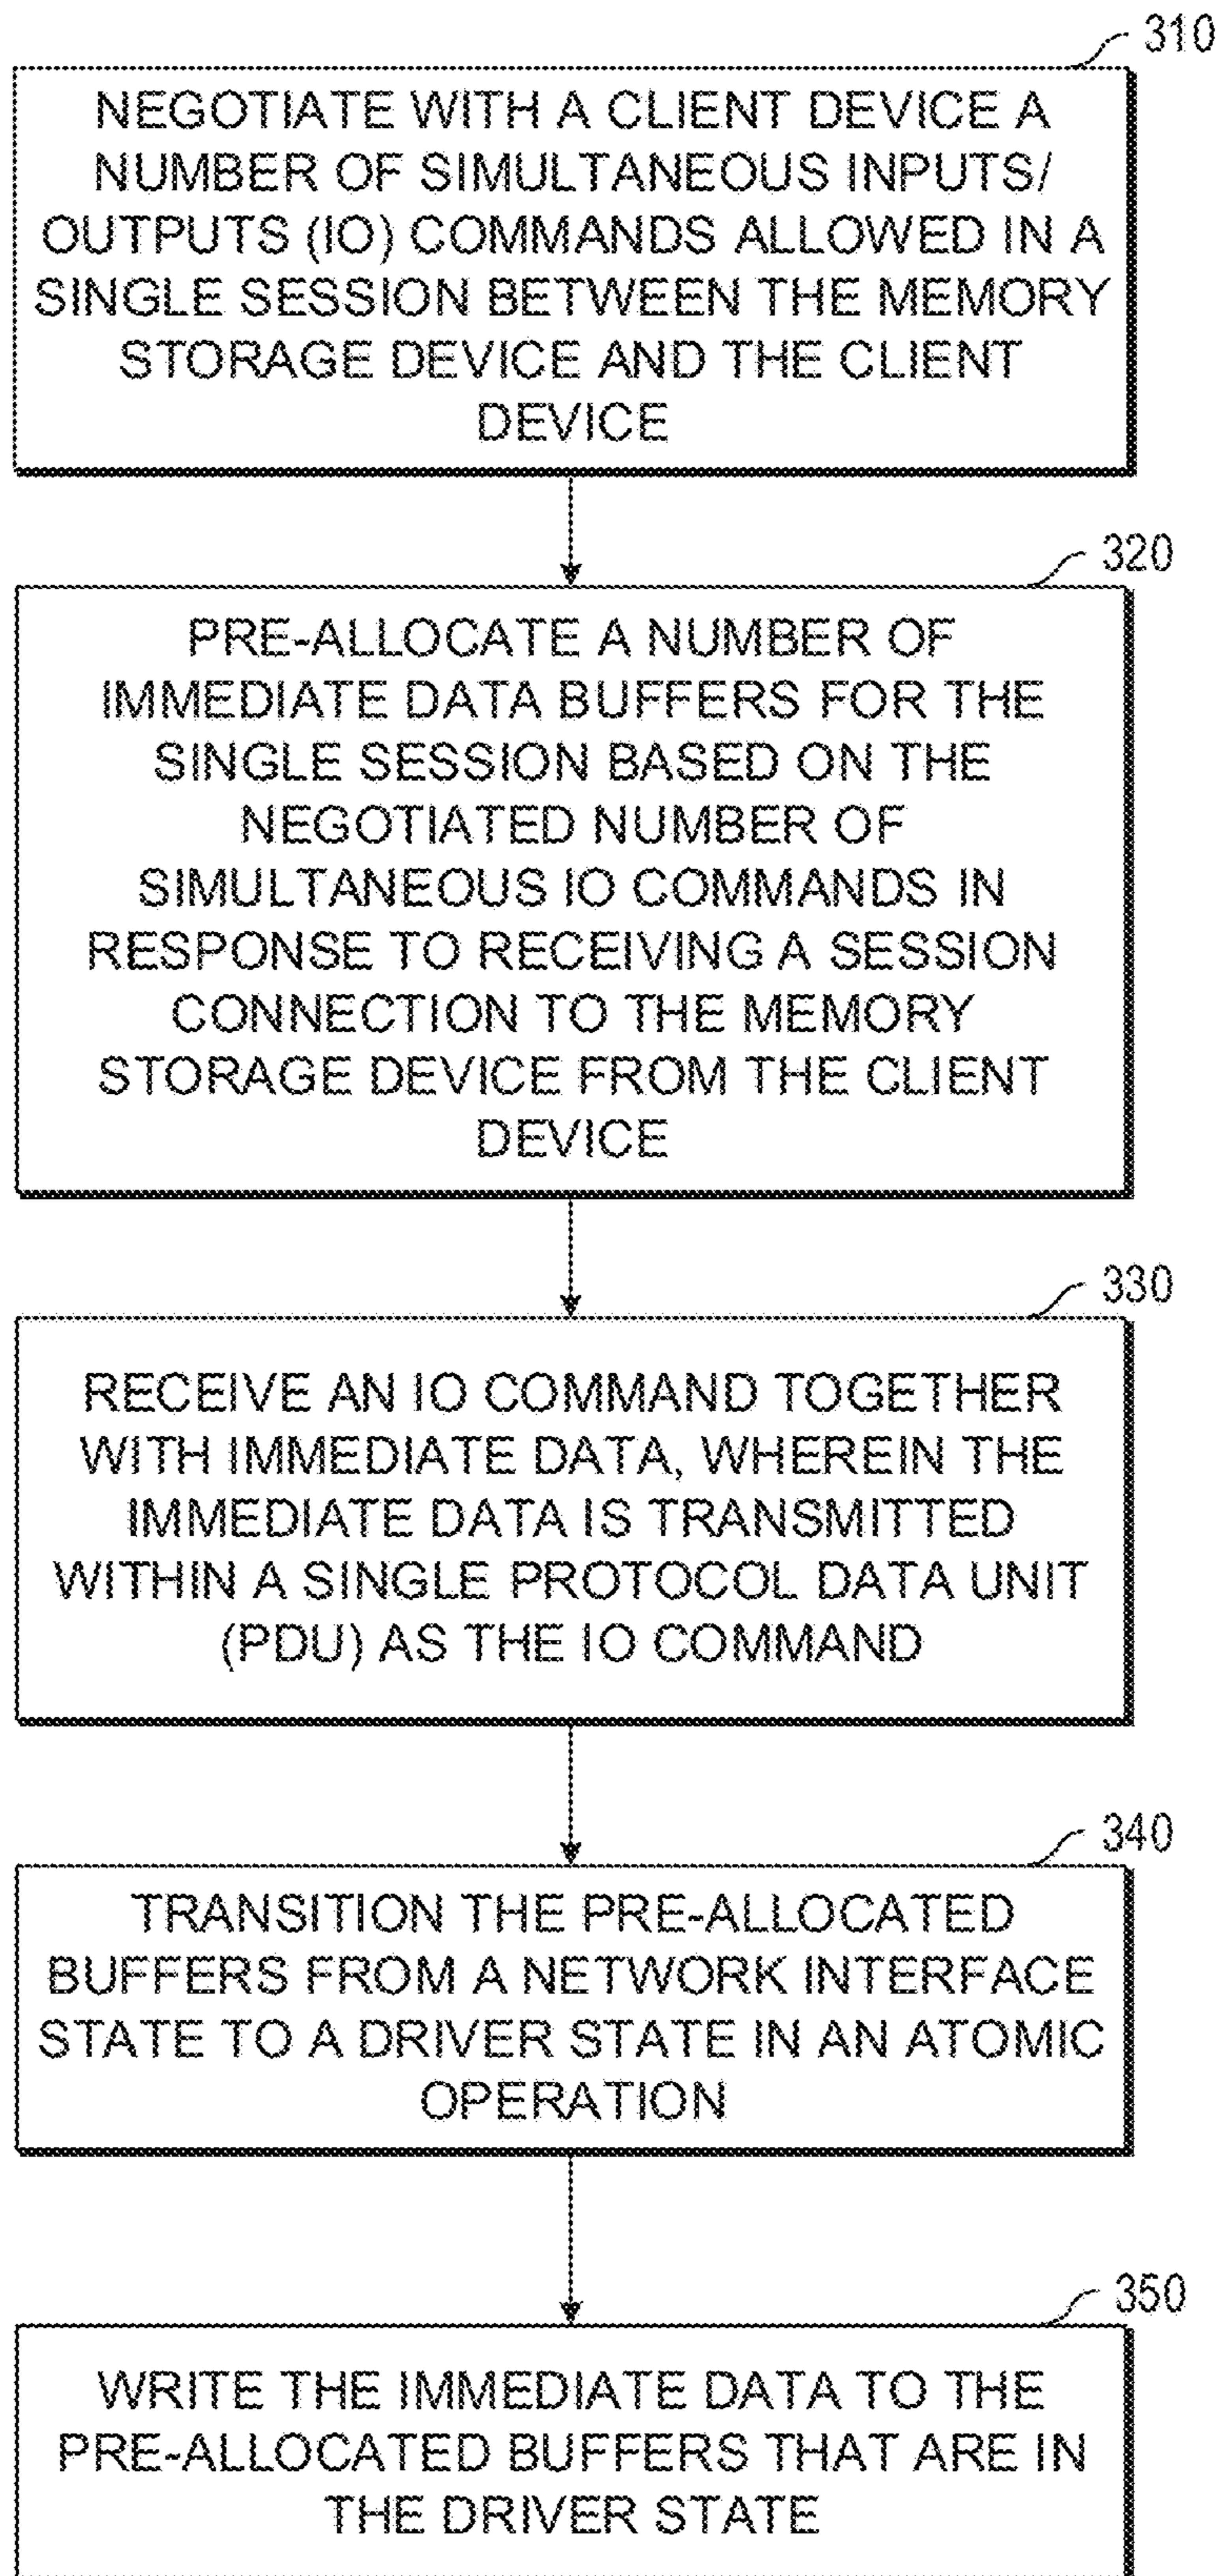 310
NEGOTIATE WITH A CLIENT DEVICE A
NUMBER OF SIMULTANEOUS INPUTS/
OUTPUTS (IO) COMMANDS ALLOWED IN A
SINGLE SESSION BETWEEN THE MEMORY
STORAGE DEVICE AND THE CLIENT
DEVICE
320
PRE-ALLOCATE A NUMBER OF
IMMEDIATE DATA BUFFERS FOR THE
SINGLE SESSION BASED ON THE
NEGOTIATED NUMBER OF
SIMULTANEOUS IO COMMANDS IN
RESPONSE TO RECEIVING A SESSION
CONNECTION TO THE MEMORY
STORAGE DEVICE FROM THE CLIENT
DEVICE
330
RECEIVE AN IO COMMAND TOGETHER
WITH IMMEDIATE DATA, WHEREIN THE
IMMEDIATE DATA IS TRANSMITTED
WITHIN A SINGLE PROTOCOL DATA UNIT
(PDU) AS THE IO COMMAND
340
TRANSITION THE PRE-ALLOCATED
BUFFERS FROM A NETWORK INTERFACE
STATE TO A DRIVER STATE IN AN ATOMIC
OPERATION
350
WRITE THE IMMEDIATE DATA TO THE
PRE-ALLOCATED BUFFERS THAT ARE IN
THE DRIVER STATE